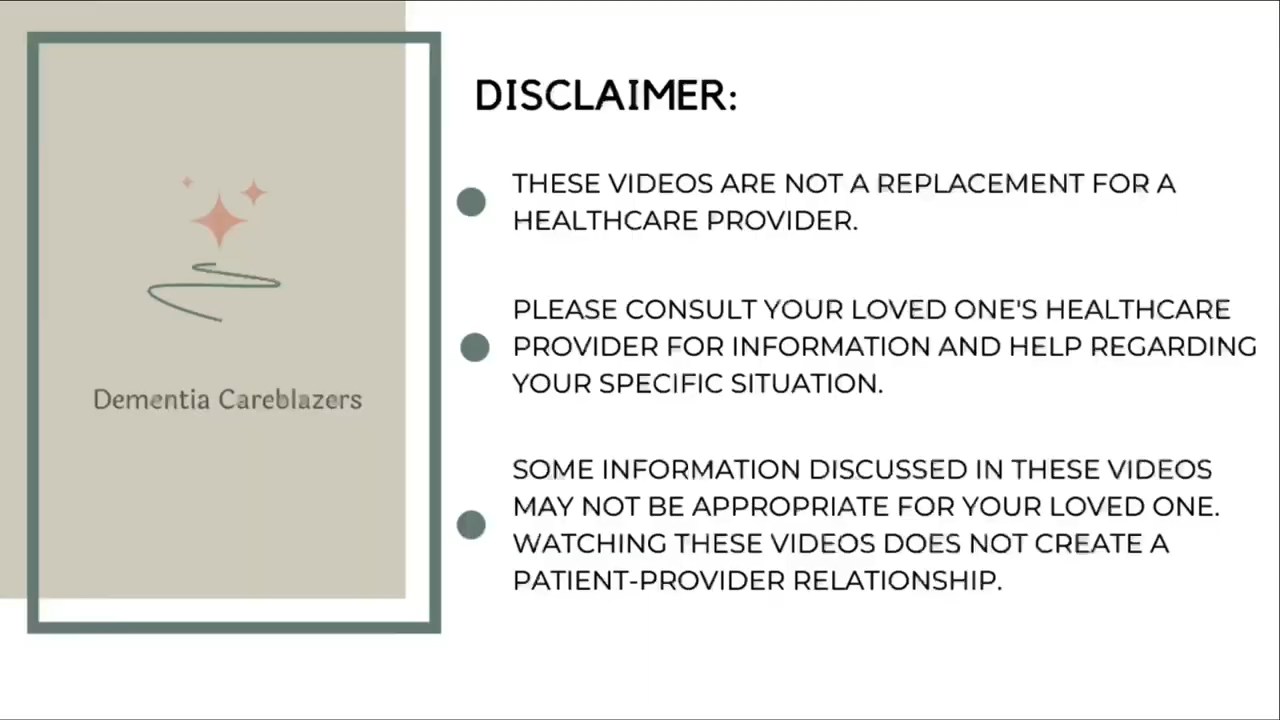 Dementia Careblazers
DISCLAIMER:
THESE VIDEOS ARE NOT A REPLACEMENT FOR A
HEALTHCARE PROVIDER.
PLEASE CONSULT YOUR LOVED ONE'S HEALTHCARE
PROVIDER FOR INFORMATION AND HELP REGARDING
YOUR SPECIFIC SITUATION.
SOME INFORMATION DISCUSSED IN THESE VIDEOS
MAY NOT BE APPROPRIATE FOR YOUR LOVED ONE.
WATCHING THESE VIDEOS DOES NOT CREATE A
PATIENT-PROVIDER RELATIONSHIP.